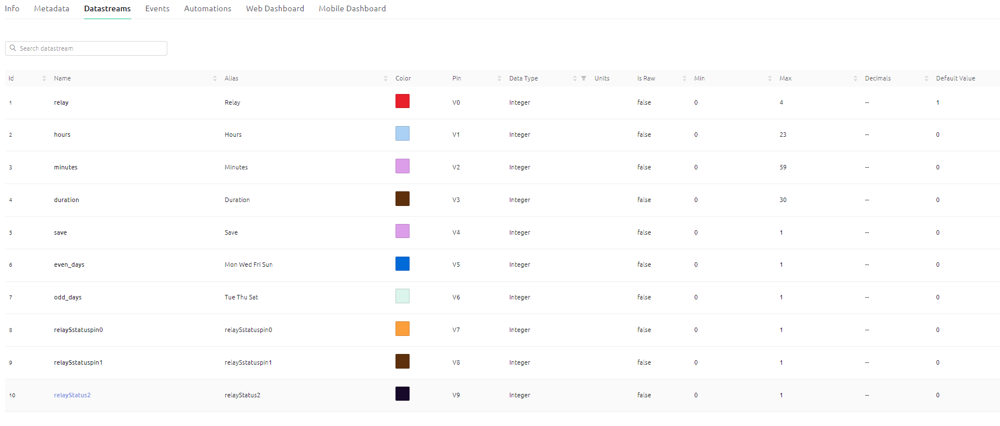 Info Metadata Datastreams Events Automations Web Dashboard Mobile Dashboard
Search datastream
Id Name Alias Color Pin Data Type Units Is Raw Min Max Decimals Default Value
1 relay Relay V0 Integer false 0 4 -- 1
2 hours Hours V1 Integer false 0 23 -- 0
3 minutes Minutes V2 Integer false 0 59 -- 0
4 duration Duration V3 Integer false 0 30 -- 0
5 save Save V4 Integer false 0 1 -- 0
6 even_days Mon Wed Fri Sun V5 Integer false 0 1 -- 0
7 odd_days Tue Thu Sat V6 Integer false 0 1 -- 0
8 relaySstatuspin0 relaySstatuspin0 V7 Integer false 0 1 -- 0
9 relaySstatuspin1 relaySstatuspin1 V8 Integer false 0 1 -- 0
10 relayStatus2 relayStatus2 V9 Integer false 0 1 -- 0